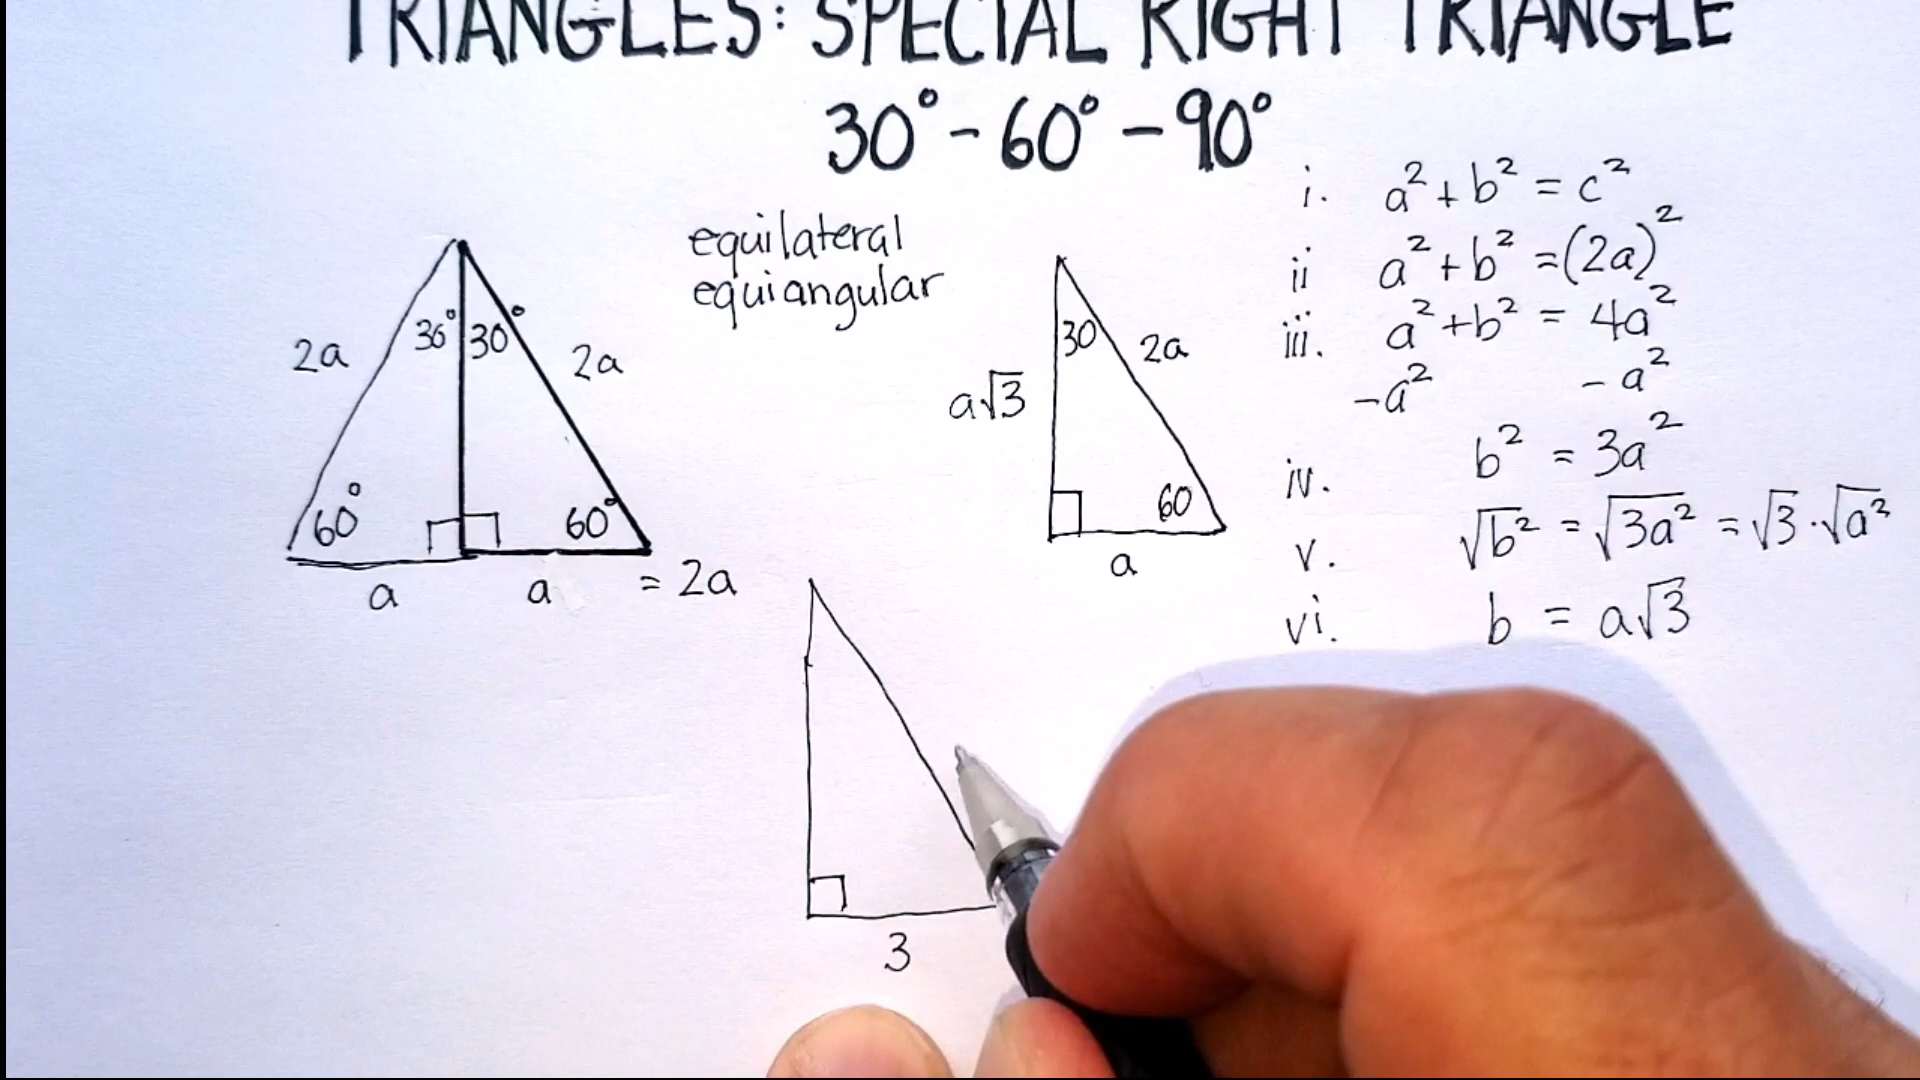 TRIANGLES: SPECIAL RIGHT TRIANGLE
30° - 60° - 90°
equilateral
equiangular
2a
30° 30°
2a
60°
60°
a
a
= 2a
30
2a
a√3
60
a
i. a² + b² = c²
ii a² + b² = (2a)²
iii. a² + b² = 4a²
-a² - a²
iv. b² = 3a²
v. √b² = √3a² = √3 · √a²
vi. b = a√3
3